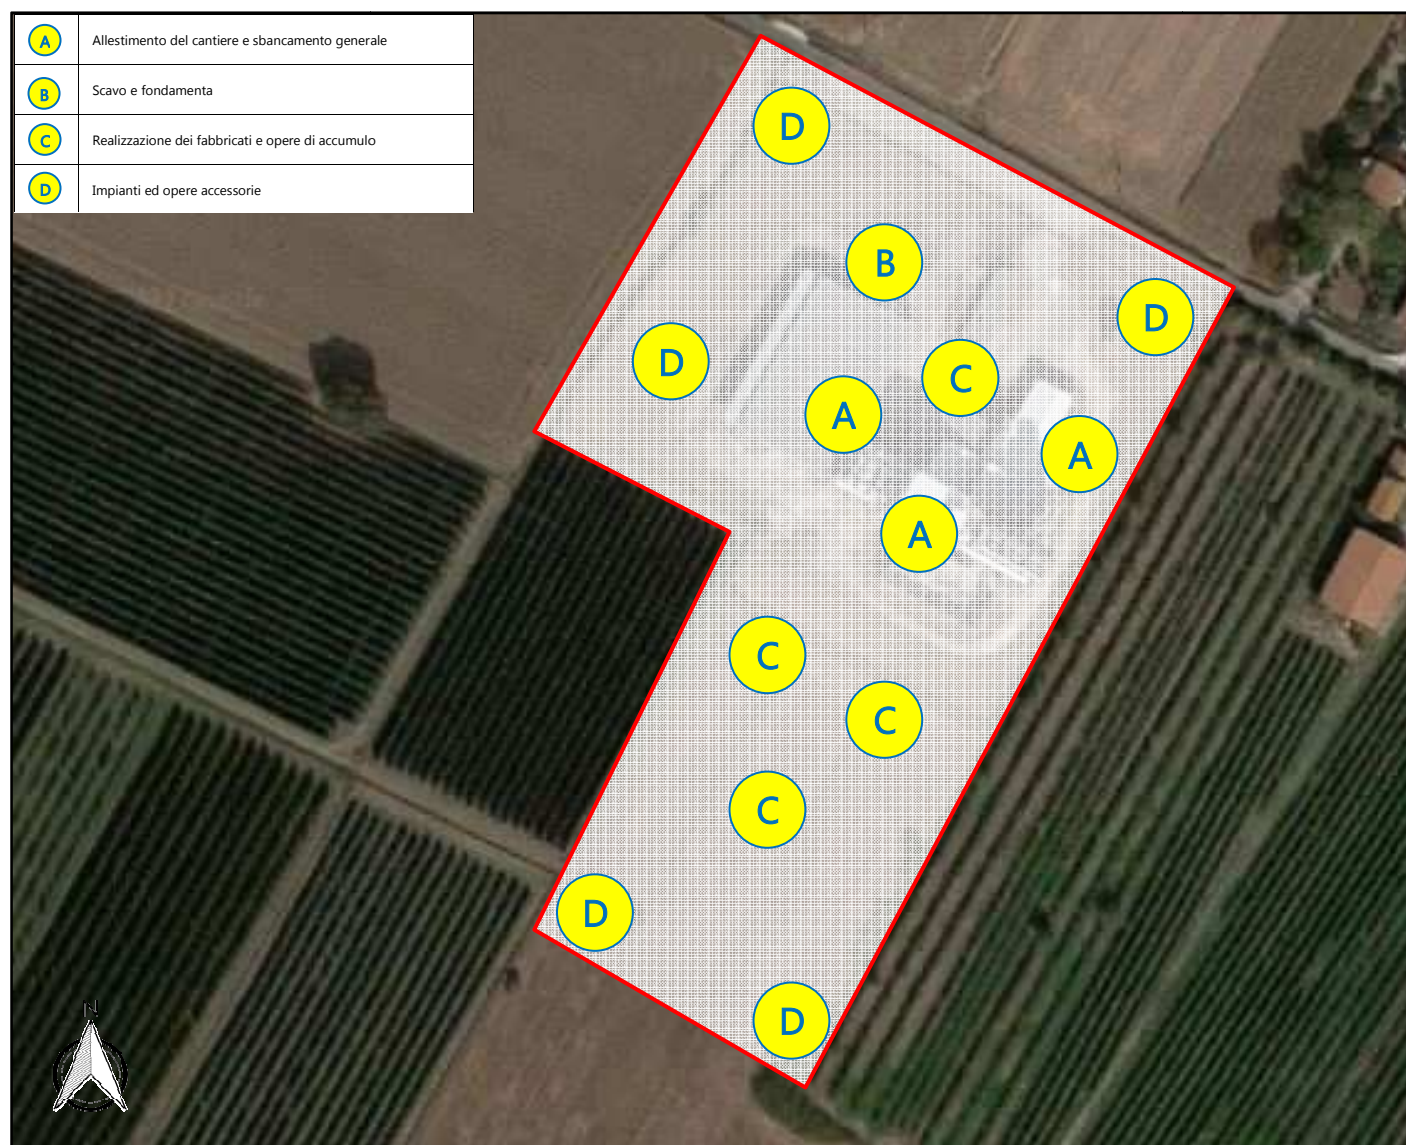 A Allestimento del cantiere e sbancamento generale
B Scavo e fondamenta
C Realizzazione dei fabbricati e opere di accumulo
D Impianti ed opere accessorie
D
B
D
D
C
A
A
A
C
C
C
D
D
N